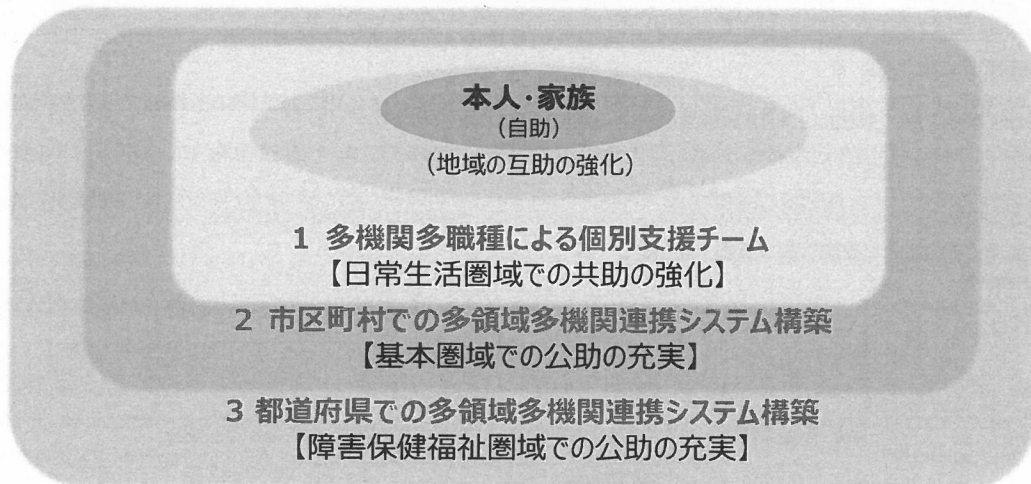 本人・家族
(自助)
(地域の互助の強化)
1 多機関多職種による個別支援チーム
【日常生活圏域での共助の強化】
2 市区町村での多領域多機関連携システム構築
【基本圏域での公助の充実】
3 都道府県での多領域多機関連携システム構築
【障害保健福祉圏域での公助の充実】